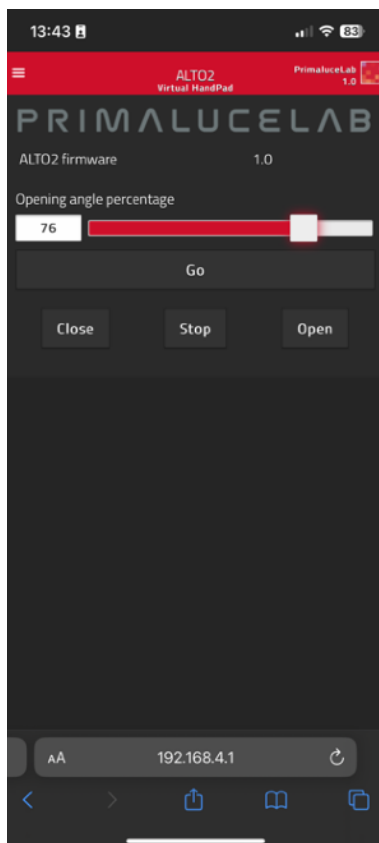 13:43
83
ALTO2
Virtual HandPad
PrimaluceLab
1.0
PRIMALUCELAB
ALTO2 firmware 1.0
Opening angle percentage
76
Go
Close Stop Open
AA 192.168.4.1